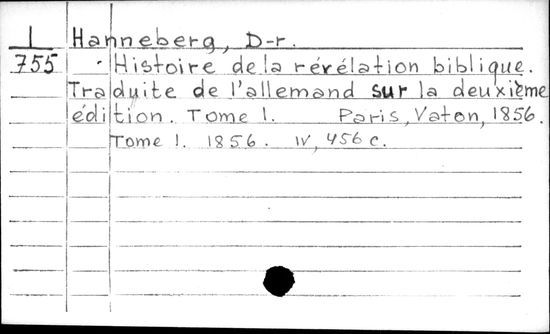 I Hanneberg, D-r.
755 - Histoire de la révélation biblique.
Traduite de l'allemand sur la deuxième
édition. Tome I. Paris, Vaton, 1856.
Tome I. 1856. IV, 456 c.